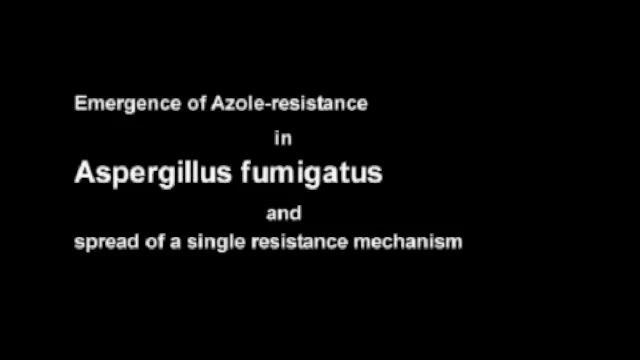 Emergence of Azole-resistance
in
Aspergillus fumigatus
and
spread of a single resistance mechanism